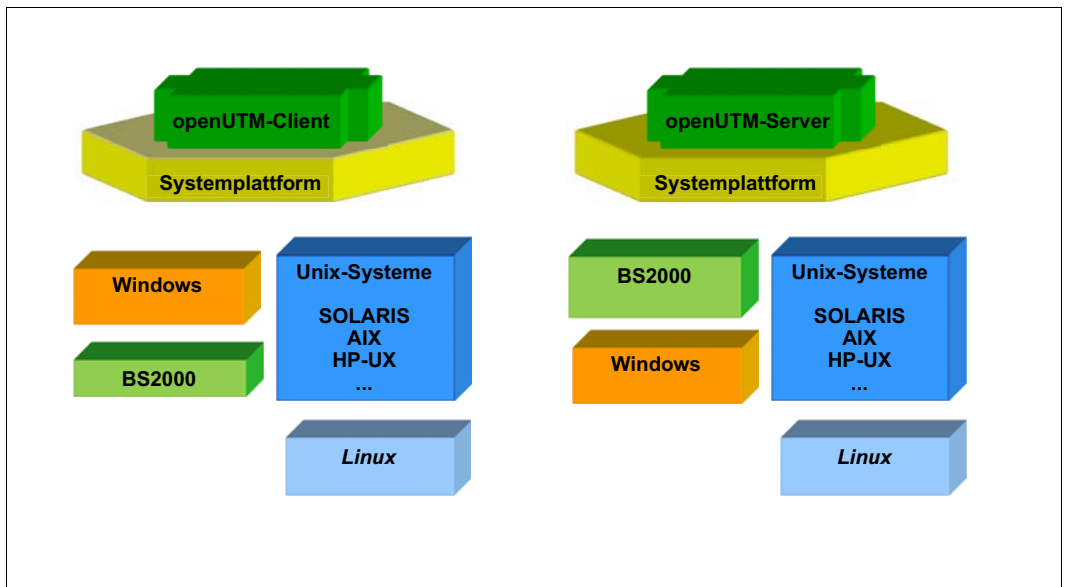 openUTM-Client
Systemplattform
Windows
BS2000
Unix-Systeme
SOLARIS
AIX
HP-UX
...
Linux
openUTM-Server
Systemplattform
BS2000
Windows
Unix-Systeme
SOLARIS
AIX
HP-UX
...
Linux